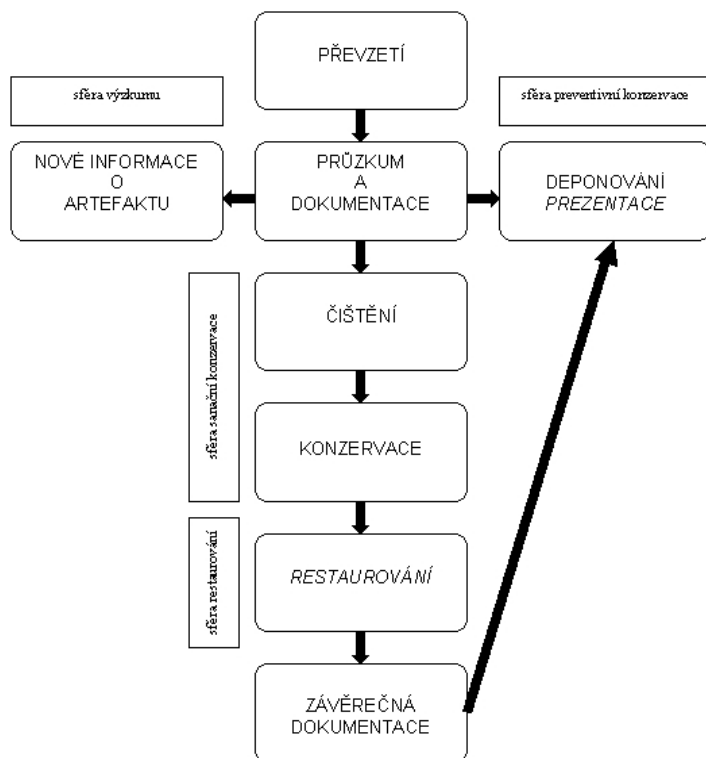 PŘEVZETÍ
sféra výzkumu
sféra preventivní konzervace
NOVÉ INFORMACE
O
ARTEFAKTU
PRŮZKUM
A
DOKUMENTACE
DEPONOVÁNÍ
PREZENTACE
sféra sanační konzervace
ČIŠTĚNÍ
KONZERVACE
sféra restaurování
RESTAUROVÁNÍ
ZÁVĚREČNÁ
DOKUMENTACE